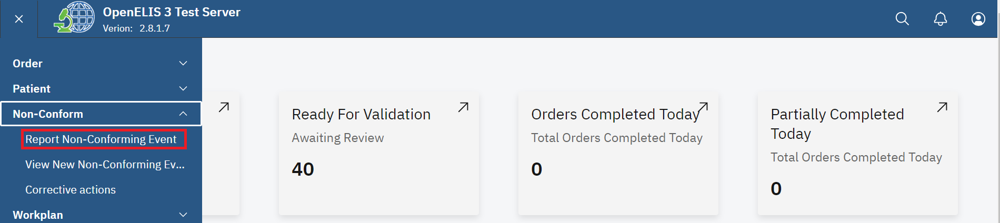 OpenELIS 3 Test Server
Verion: 2.8.1.7
Order
Patient
Non-Conform
Report Non-Conforming Event
View New Non-Conforming Ev...
Corrective actions
Workplan
Ready For Validation
Awaiting Review
40
Orders Completed Today
Total Orders Completed Today
0
Partially Completed
Today
Total Orders Completed Today
0